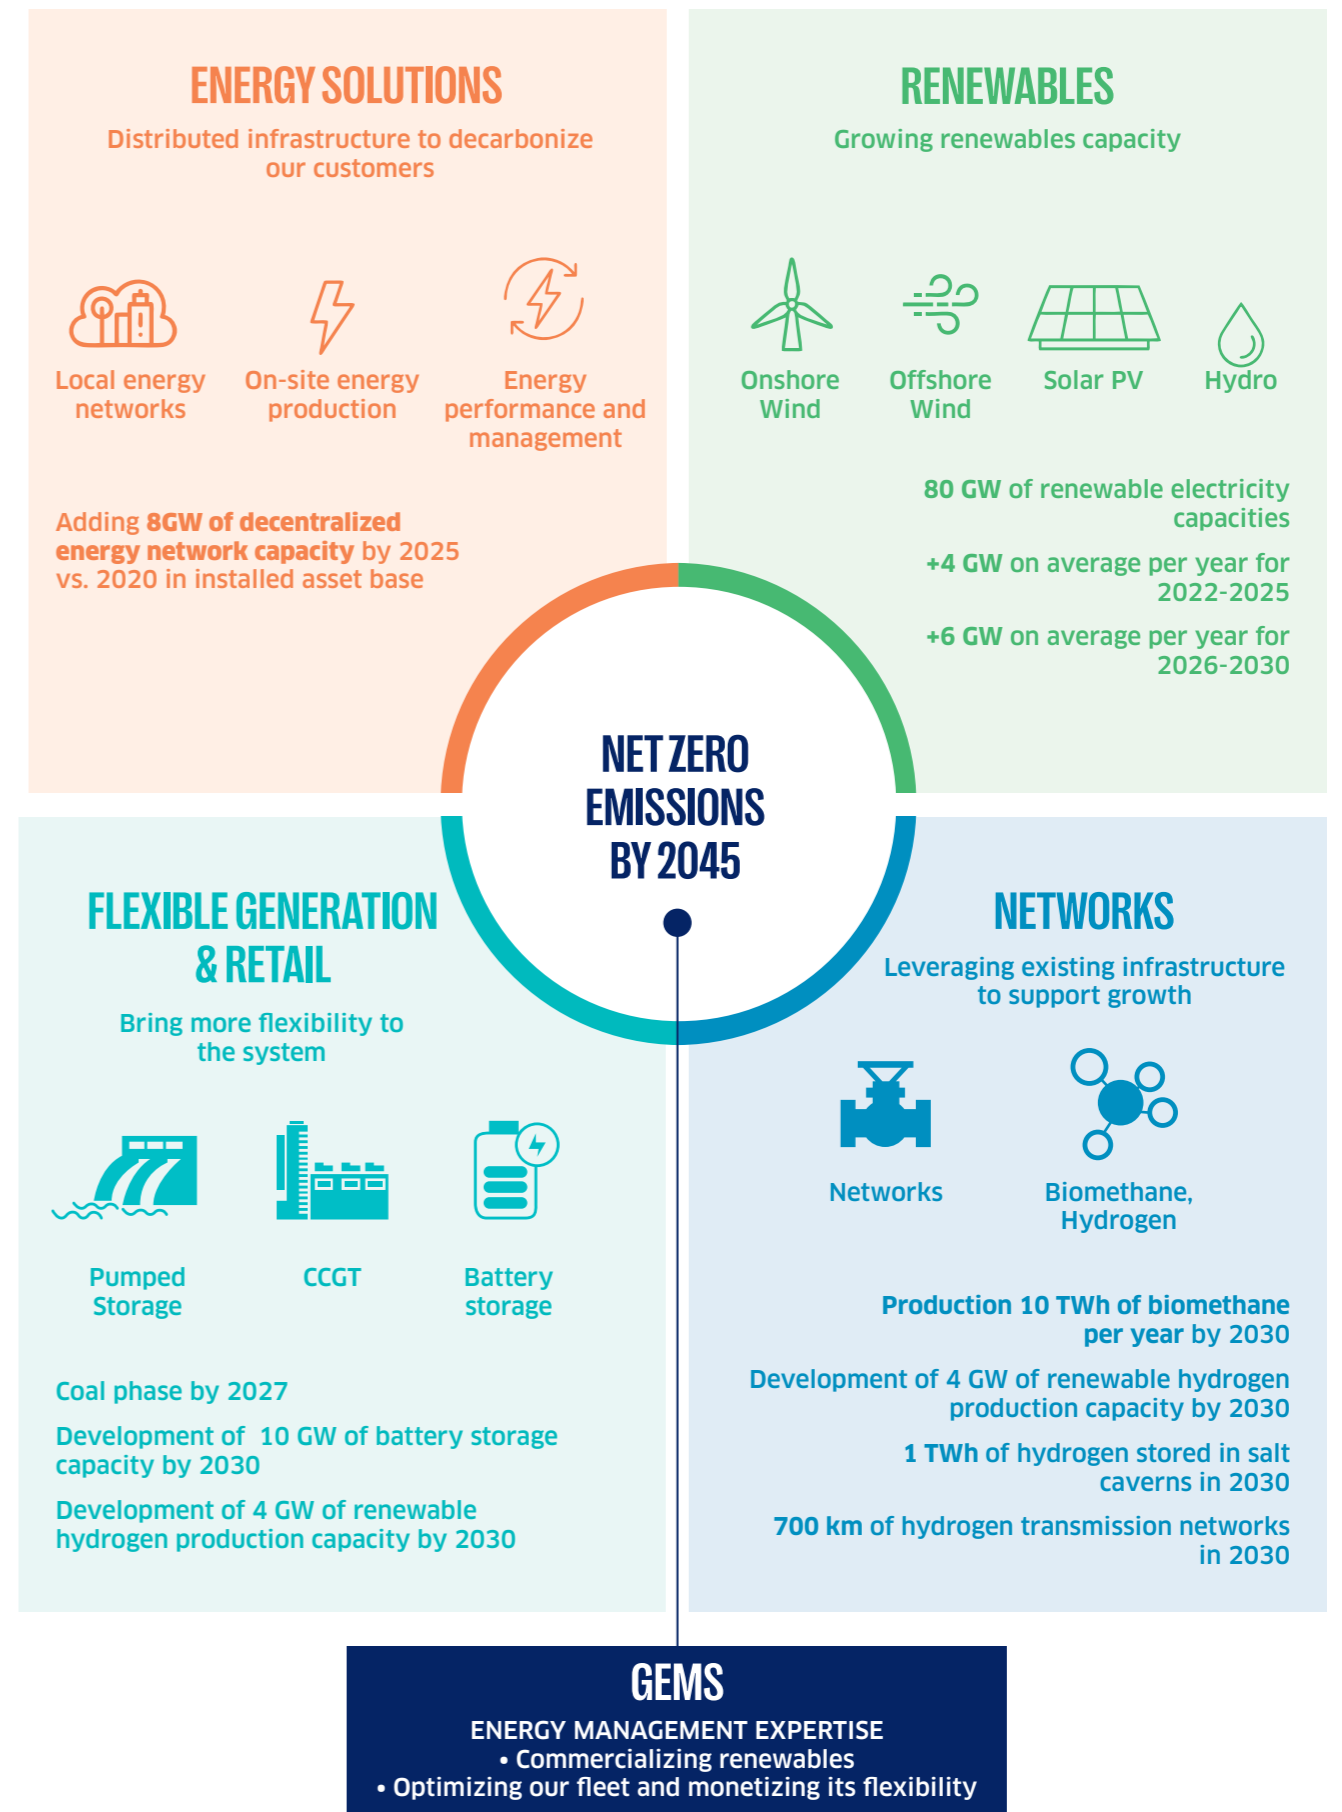 ENERGY SOLUTIONS
Distributed infrastructure to decarbonize
our customers
Local energy
networks
On-site energy
production
Energy
performance and
management
Adding 8GW of decentralized
energy network capacity by 2025
vs. 2020 in installed asset base
RENEWABLES
Growing renewables capacity
Onshore
Wind
Offshore
Wind
Solar PV
Hydro
80 GW of renewable electricity
capacities
+4 GW on average per year for
2022-2025
+6 GW on average per year for
2026-2030
NET ZERO
EMISSIONS
BY 2045
FLEXIBLE GENERATION
& RETAIL
Bring more flexibility to
the system
Pumped
Storage
CCGT
Battery
storage
Coal phase by 2027
Development of  10 GW of battery storage
capacity by 2030
Development of 4 GW of renewable
hydrogen production capacity by 2030
NETWORKS
Leveraging existing infrastructure
to support growth
Networks
Biomethane,
Hydrogen
Production 10 TWh of biomethane
per year by 2030
Development of 4 GW of renewable hydrogen
production capacity by 2030
1 TWh of hydrogen stored in salt
caverns in 2030
700 km of hydrogen transmission networks
in 2030
GEMS
ENERGY MANAGEMENT EXPERTISE
• Commercializing renewables
• Optimizing our fleet and monetizing its flexibility